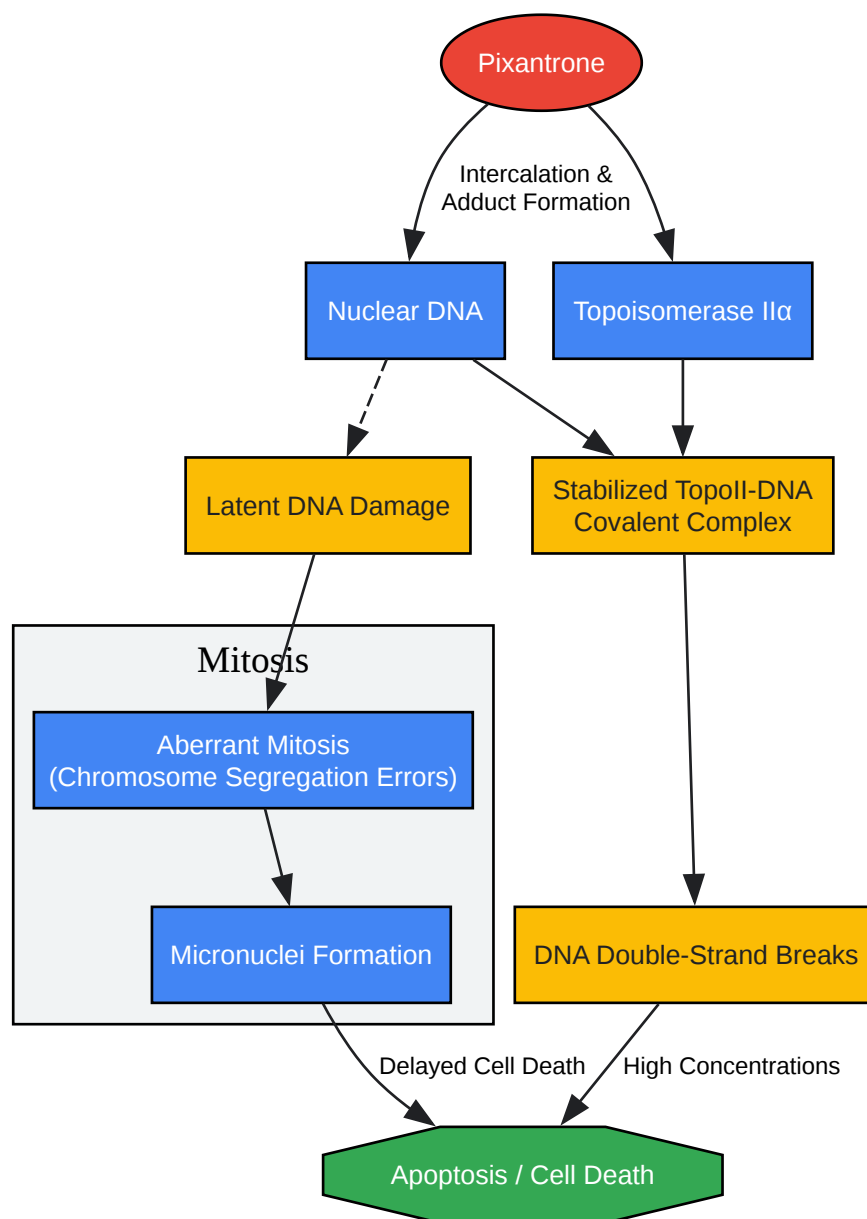 Pixantrone
Intercalation &
Adduct Formation
Nuclear DNA
Topoisomerase IIα
Latent DNA Damage
Stabilized TopoII-DNA
Covalent Complex
Mitosis
Aberrant Mitosis
(Chromosome Segregation Errors)
Micronuclei Formation
DNA Double-Strand Breaks
Delayed Cell Death
High Concentrations
Apoptosis / Cell Death